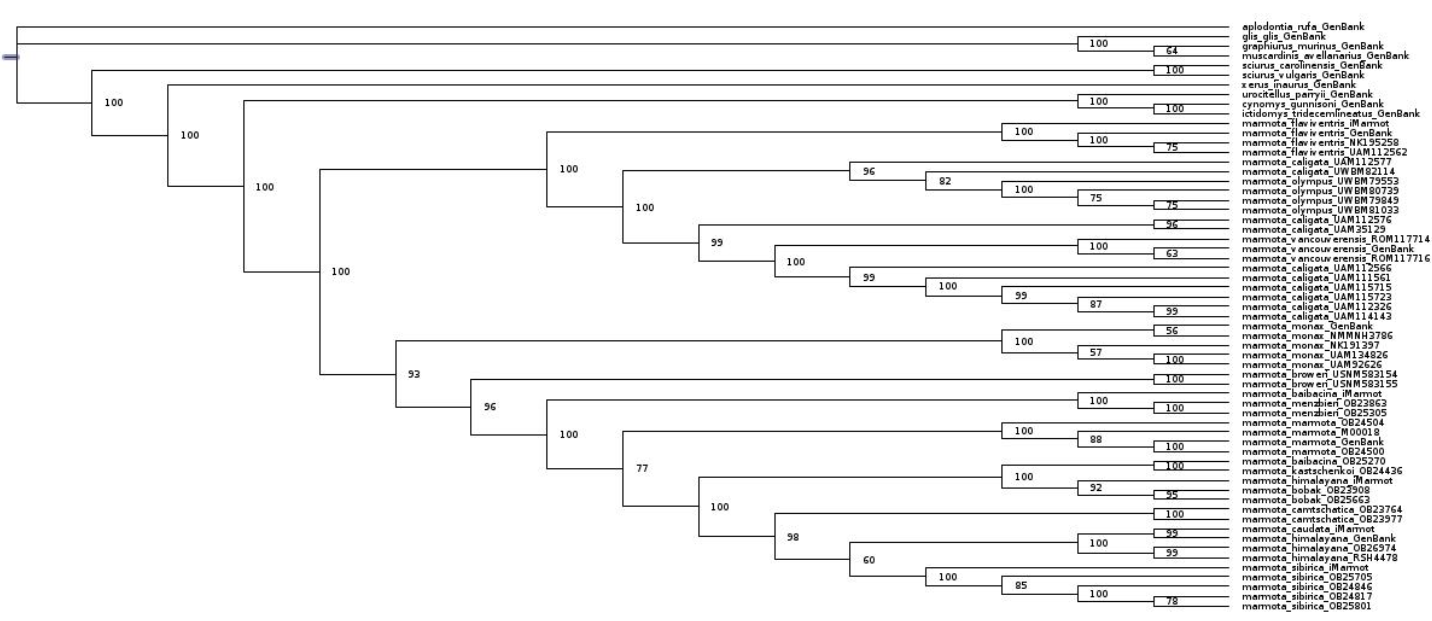 aplodontia_rufa_GenBank
glis_glis_GenBank
100
graphiurus_murinus_GenBank
64
muscardinis_avellanarius_GenBank
sciurus_carolinensis_GenBank
100
sciurus_vulgaris_GenBank
xerus_inaurus_GenBank
urocitellus_parryii_GenBank
100
100
cynomys_gunnisoni_GenBank
100
ictidomys_tridecemlineatus_GenBank
marmota_flaviventris_iMarmot
100
100
marmota_flaviventris_GenBank
100
marmota_flaviventris_NK195258
75
marmota_flaviventris_UAM112562
marmota_caligata_UAM112577
100
96
marmota_caligata_UWBM82114
82
marmota_olympus_UWBM79553
100
100
marmota_olympus_UWBM80739
75
marmota_olympus_UWBM79849
75
marmota_olympus_UWBM81033
100
marmota_caligata_UAM112576
96
marmota_caligata_UAM35129
marmota_vancouverensis_ROM117714
99
100
marmota_vancouverensis_GenBank
63
marmota_vancouverensis_ROM117716
100
marmota_caligata_UAM112566
100
99
marmota_caligata_UAM111561
100
marmota_caligata_UAM115715
99
marmota_caligata_UAM115723
87
marmota_caligata_UAM112326
99
marmota_caligata_UAM114143
marmota_monax_GenBank
56
marmota_monax_NMMNH3786
100
marmota_monax_NK191397
57
marmota_monax_UAM134826
100
marmota_monax_UAM92626
93
marmota_broweri_USNM583154
100
marmota_broweri_USNM583155
marmota_baibacina_iMarmot
100
marmota_menzbieri_OB23863
96
100
marmota_menzbieri_OB25305
marmota_marmota_OB24504
100
marmota_marmota_M00018
100
88
marmota_marmota_GenBank
100
marmota_marmota_OB24500
marmota_baibacina_OB25270
100
marmota_kastschenkoi_OB24436
77
100
marmota_himalayana_iMarmot
92
marmota_bobak_OB23908
95
marmota_bobak_OB25663
100
marmota_camtschatica_OB23764
100
marmota_camtschatica_OB23977
marmota_caudata_iMarmot
99
marmota_himalayana_GenBank
98
100
marmota_himalayana_OB26974
99
marmota_himalayana_RSH4478
60
marmota_sibirica_iMarmot
100
marmota_sibirica_OB25705
85
marmota_sibirica_OB24846
100
marmota_sibirica_OB24817
78
marmota_sibirica_OB25801